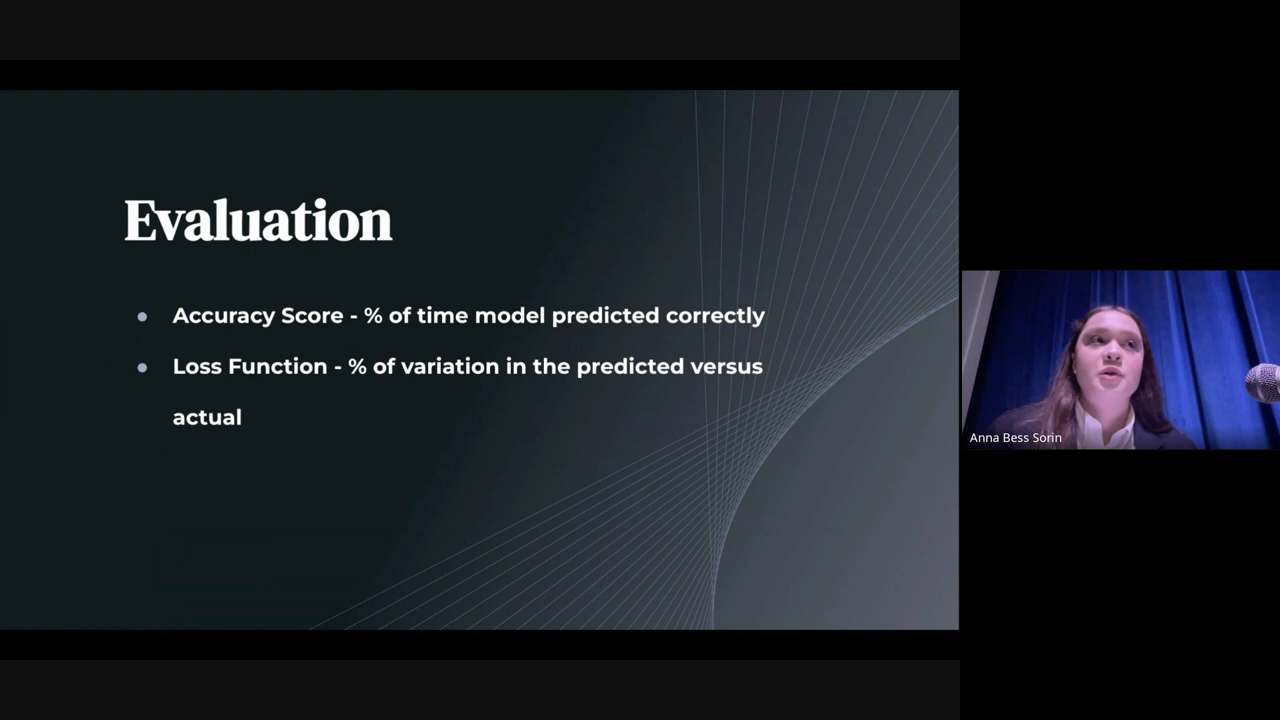 Evaluation
● Accuracy Score - % of time model predicted correctly
● Loss Function - % of variation in the predicted versus
actual
Anna Bess Sorin